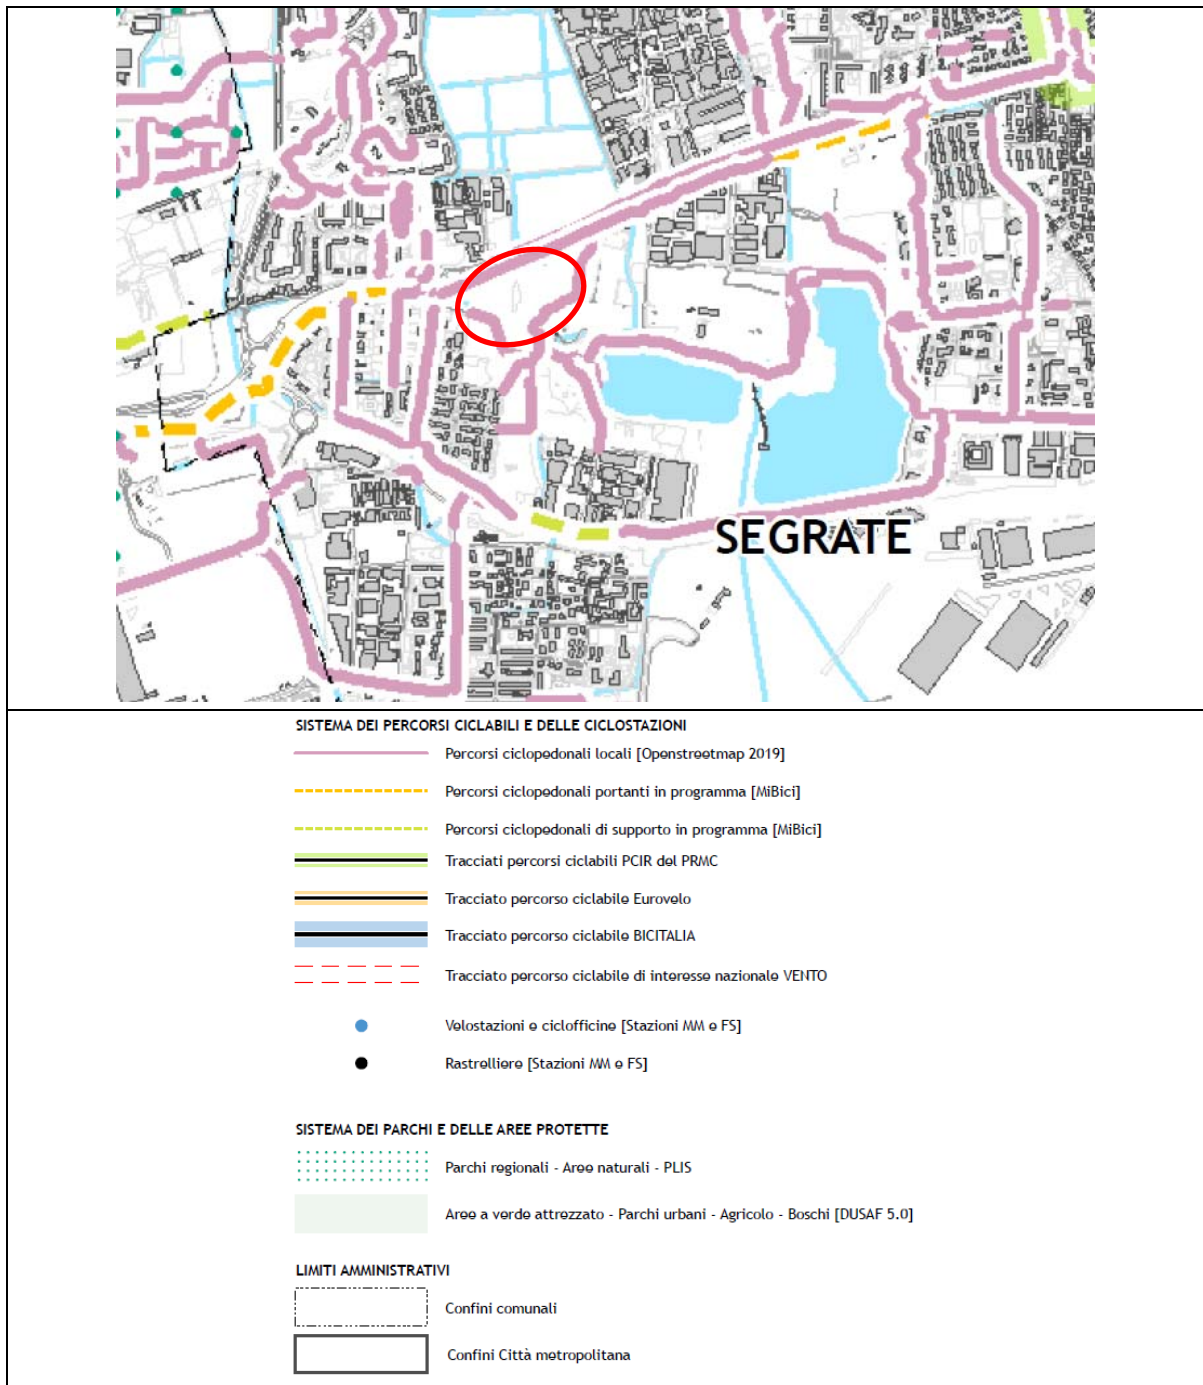 SEGRATE
SISTEMA DEI PERCORSI CICLABILI E DELLE CICLOSTAZIONI
Percorsi ciclopedonali locali [Openstreetmap 2019]
Percorsi ciclopedonali portanti in programma [MiBici]
Percorsi ciclopedonali di supporto in programma [MiBici]
Tracciati percorsi ciclabili PCIR del PRMC
Tracciato percorso ciclabile Eurovelo
Tracciato percorso ciclabile BICITALIA
Tracciato percorso ciclabile di interesse nazionale VENTO
Velostazioni e ciclofficine [Stazioni MM e FS]
Rastrelliere [Stazioni MM e FS]
SISTEMA DEI PARCHI E DELLE AREE PROTETTE
Parchi regionali - Aree naturali - PLIS
Aree a verde attrezzato - Parchi urbani - Agricolo - Boschi [DUSAF 5.0]
LIMITI AMMINISTRATIVI
Confini comunali
Confini Città metropolitana